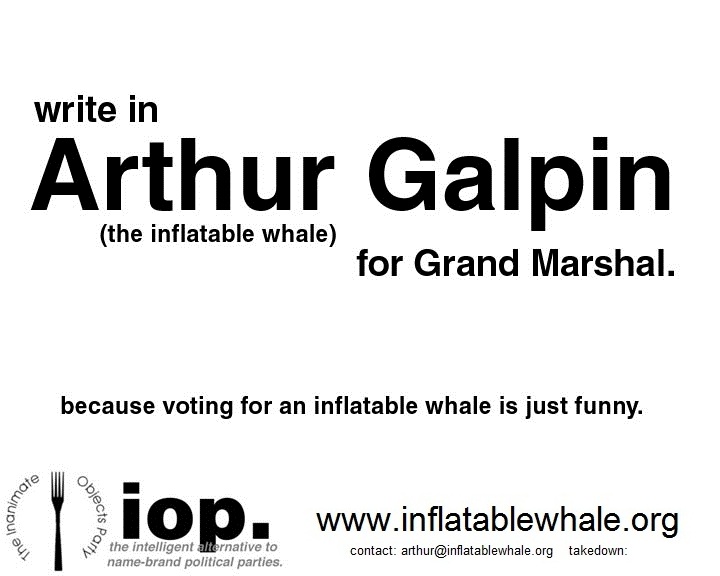 write in
Arthur Galpin
(the inflatable whale)
for Grand Marshal.
because voting for an inflatable whale is just funny.
The Inanimate Objects Party
iop.
the intelligent alternative to
name-brand political parties.
www.inflatablewhale.org
contact: arthur@inflatablewhale.org takedown: